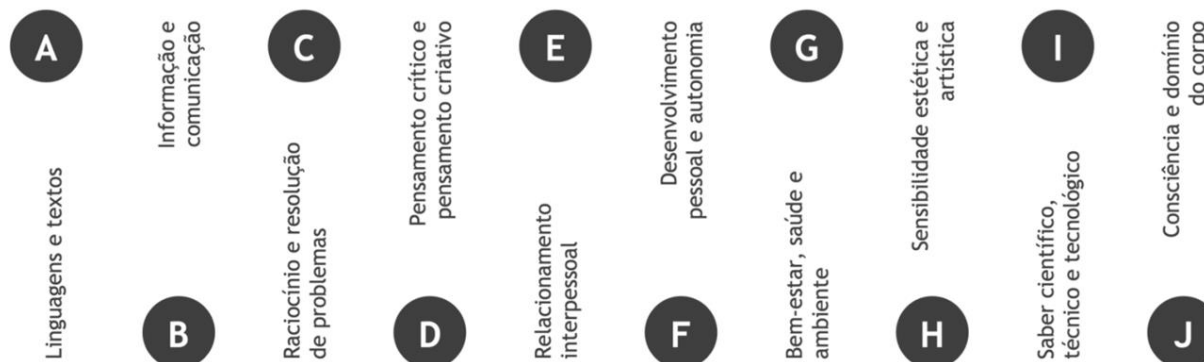 A
Linguagens e textos
Informação e
comunicação
B
C
Raciocínio e resolução
de problemas
Pensamento crítico e
pensamento criativo
D
E
Relacionamento
interpessoal
Desenvolvimento
pessoal e autonomia
F
G
Bem-estar, saúde e
ambiente
Sensibilidade estética e
artística
H
I
Saber científico,
técnico e tecnológico
Consciência e domínio
do corpo
J